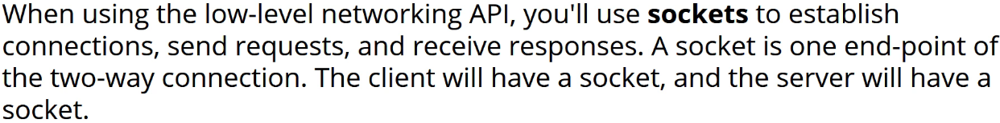 When using the low-level networking API, you'll use sockets to establish
connections, send requests, and receive responses. A socket is one end-point of
the two-way connection. The client will have a socket, and the server will have a
socket.